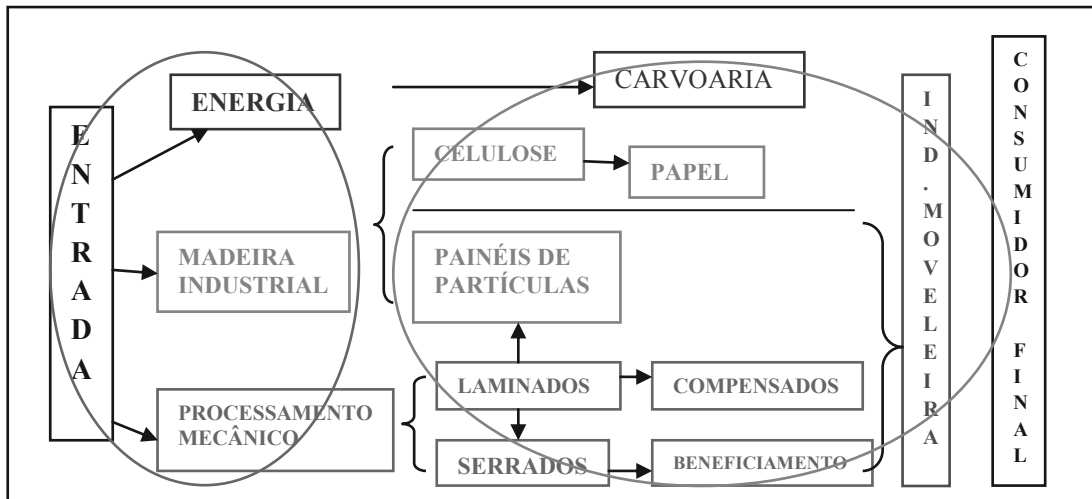 ENTRADA
ENERGIA
CARVOARIA
CELULOSE
PAPEL
MADEIRA
INDUSTRIAL
PAINÉIS DE
PARTÍCULAS
PROCESSAMENTO
MECÂNICO
LAMINADOS
COMPENSADOS
SERRADOS
BENEFICIAMENTO
IND.MOVELEIRA
CONSUMIDOR FINAL